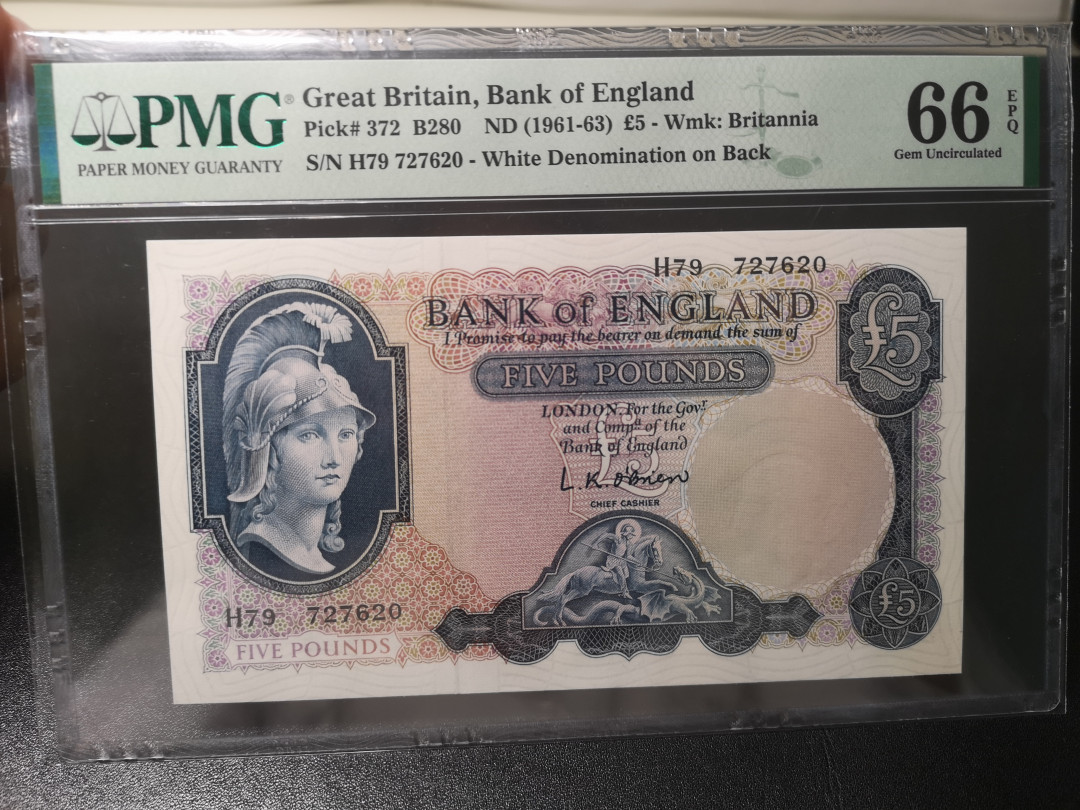 PMG®
PAPER MONEY GUARANTY
Great Britain, Bank of England
Pick# 372 B280 ND (1961-63) £5 - Wmk: Britannia
S/N H79 727620 - White Denomination on Back
66
EPQ
Gem Uncirculated
H79 727620
BANK of ENGLAND
I Promise to pay the bearer on demand the sum of
FIVE POUNDS
£5
LONDON, For the Govr.
and Compa. of the
Bank of England
£5
L.K. O'Brien
CHIEF CASHIER
H79 727620
FIVE POUNDS
£5